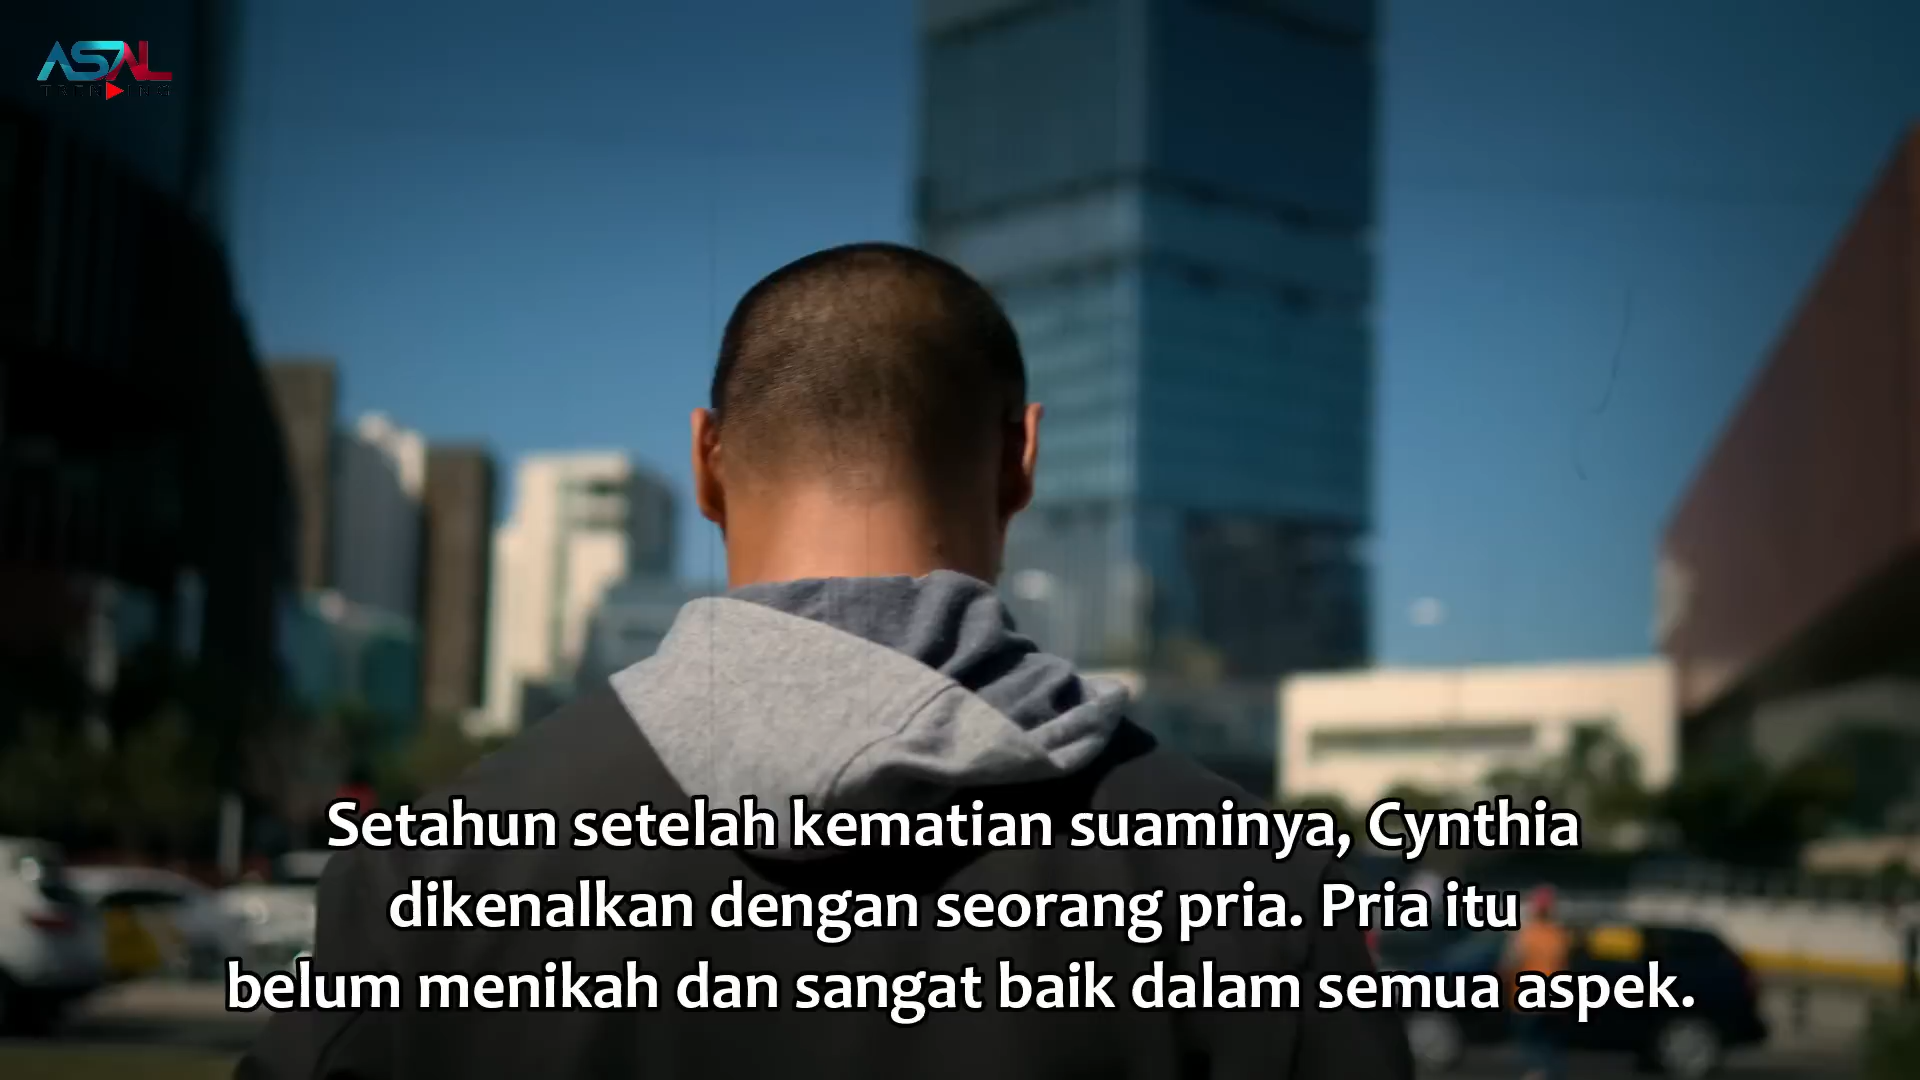 ASAL
TRENDING
Setahun setelah kematian suaminya, Cynthia
dikenalkan dengan seorang pria. Pria itu
belum menikah dan sangat baik dalam semua aspek.